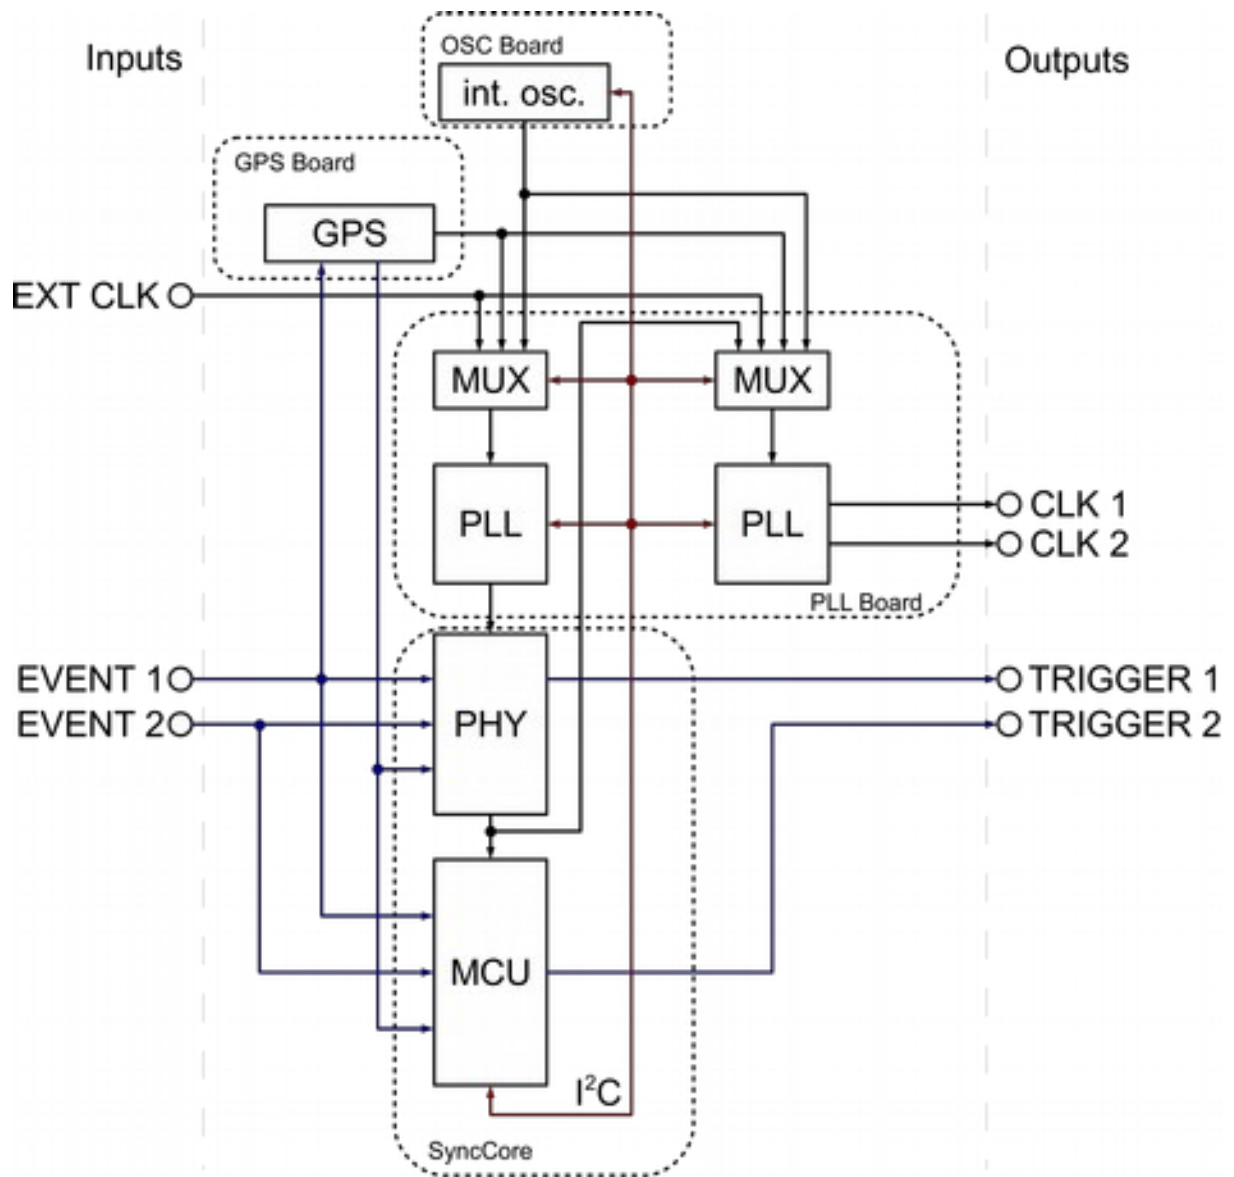 Inputs
OSC Board
int. osc.
Outputs
GPS Board
GPS
EXT CLK
MUX
MUX
PLL
PLL
CLK 1
CLK 2
PLL Board
EVENT 1
EVENT 2
PHY
TRIGGER 1
TRIGGER 2
MCU
I²C
SyncCore